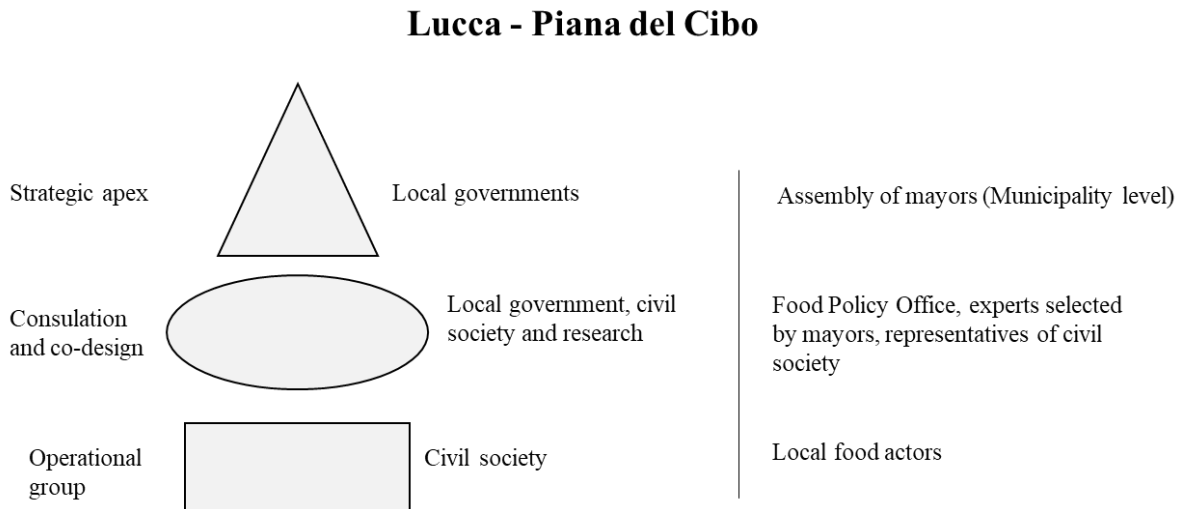 Lucca - Piana del Cibo
Strategic apex
Local governments
Assembly of mayors (Municipality level)
Consulation
and co-design
Local government, civil
society and research
Food Policy Office, experts selected
by mayors, representatives of civil
society
Operational
group
Civil society
Local food actors